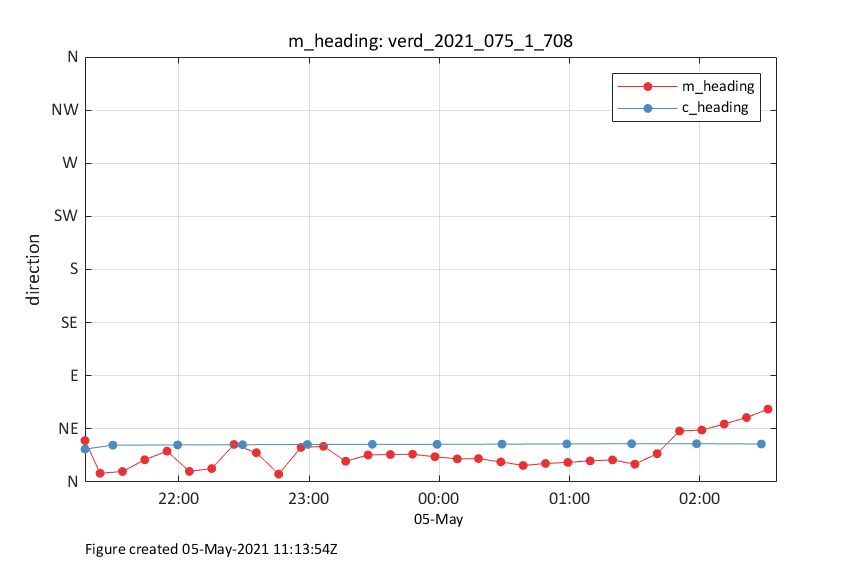 m_heading: verd_2021_075_1_708
m_heading
c_heading
direction
N
NW
W
SW
S
SE
E
NE
N
22:00 23:00 00:00 01:00 02:00
05-May
Figure created 05-May-2021 11:13:54Z